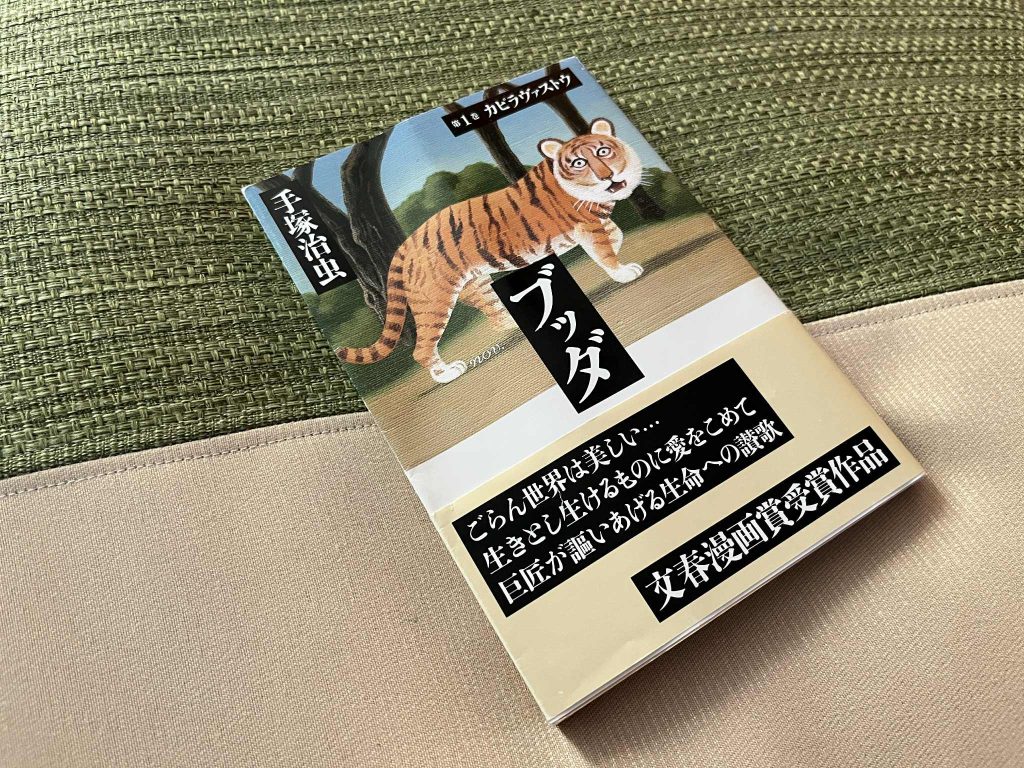 第1巻 カピラヴァストウ
手塚治虫
ブッダ
nov.
ごらん世界は美しい…
生きとし生けるものに愛をこめて
巨匠が謳いあげる生命への讃歌
文春漫画賞受賞作品